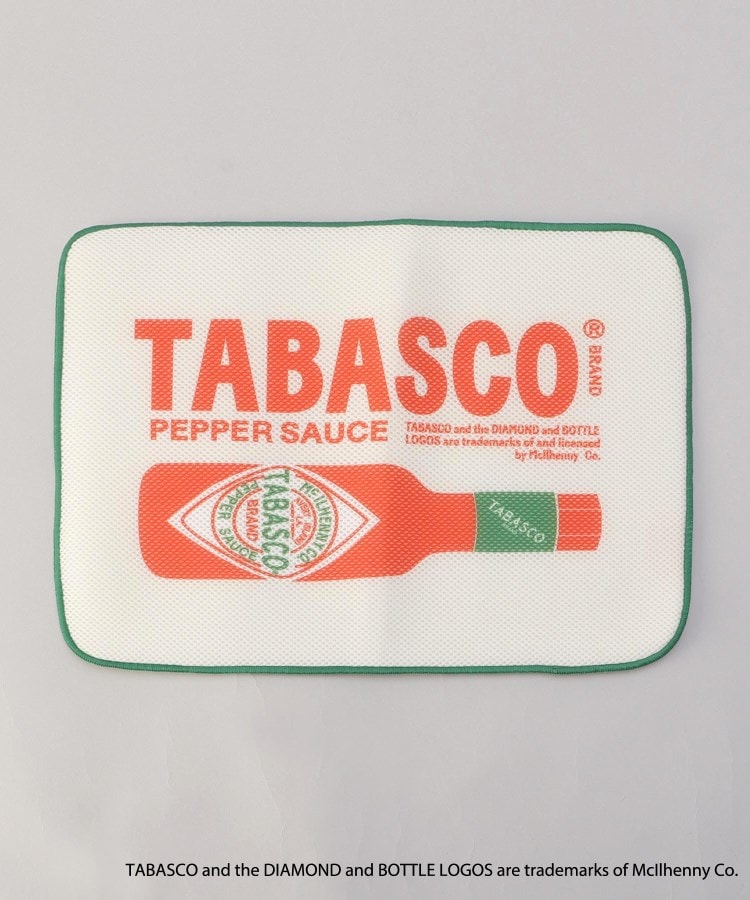 TABASCO®
BRAND
PEPPER SAUCE
TABASCO and the DIAMOND and BOTTLE
LOGOS are trademarks of and licensed
by McIlhenny Co.
McILHENNY CO.
TABASCO
BRAND
PEPPER SAUCE
TABASCO
TABASCO and the DIAMOND and BOTTLE LOGOS are trademarks of McIlhenny Co.